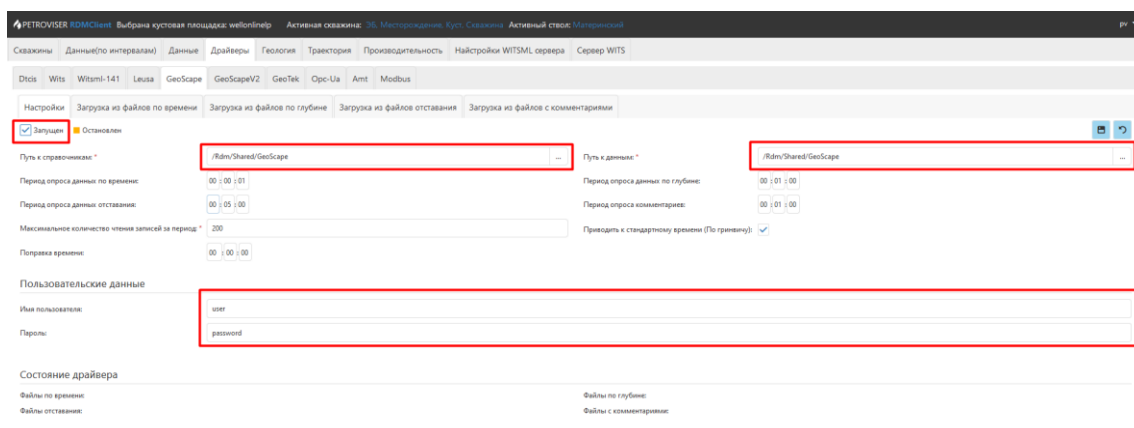 PETROVISER RDMClient Выбрана кустовая площадка: wellonlinelp Активная скважина: ЭБ, Месторождение, Куст, Скважина Активный ствол: Материнский pv
Скважины Данные(по интервалам) Данные Драйверы Геология Траектория Производительность Найстройки WITSML сервера Сервер WITS
Dtcis Wits Witsml-141 Leusa GeoScape GeoScapeV2 GeoTek Opc-Ua Amt Modbus
Настройки Загрузка из файлов по времени Загрузка из файлов по глубине Загрузка из файлов отставания Загрузка из файлов с комментариями
Запущен Остановлен
Путь к справочникам: * /Rdm/Shared/GeoScape ... Путь к данным: * /Rdm/Shared/GeoScape ...
Период опроса данных по времени: 00 : 00 : 01 Период опроса данных по глубине: 00 : 01 : 00
Период опроса данных отставания: 00 : 05 : 00 Период опроса комментариев: 00 : 01 : 00
Максимальное количество чтения записей за период: * 200 Приводить к стандартному времени (По гринвичу):
Поправка времени: 00 : 00 : 00
Пользовательские данные
Имя пользователя: user
Пароль: password
Состояние драйвера
Файлы по времени: Файлы по глубине:
Файлы отставания: Файлы с комментариями: